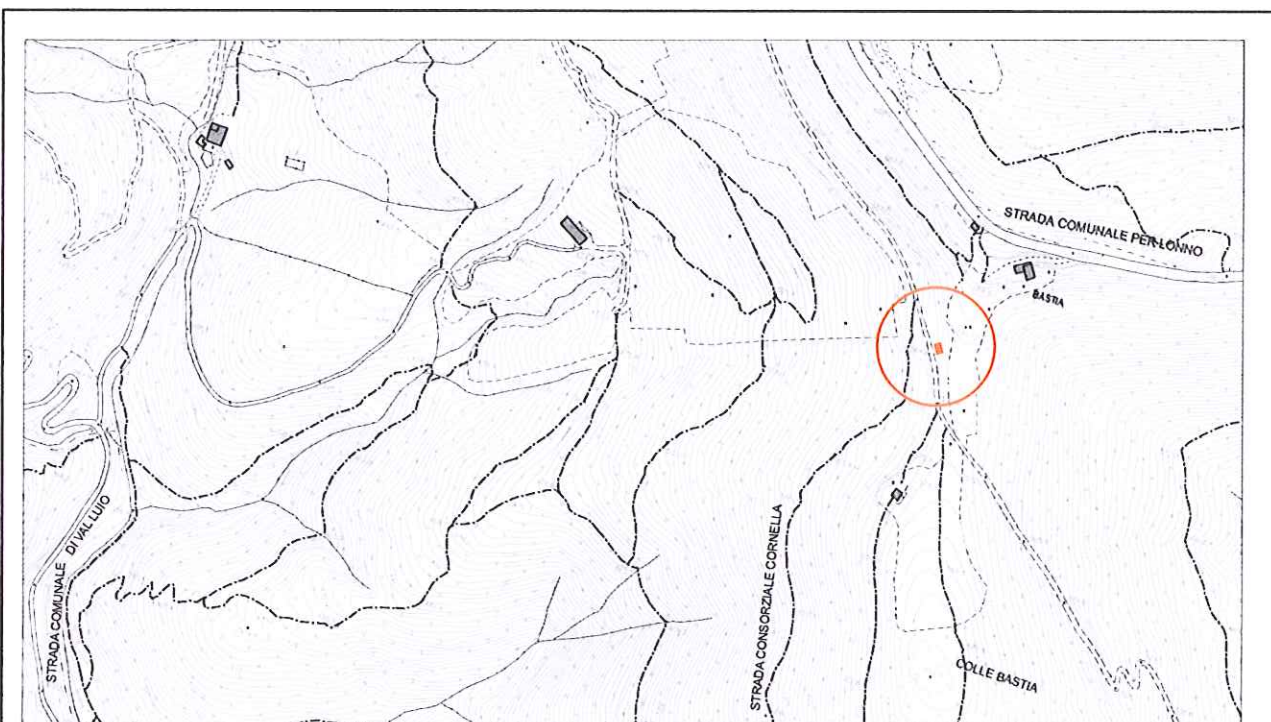 STRADA COMUNALE PER LONNO
BASTIA
STRADA COMUNALE DI VAL LUIO
STRADA CONSORZIALE CORNELLA
COLLE BASTIA